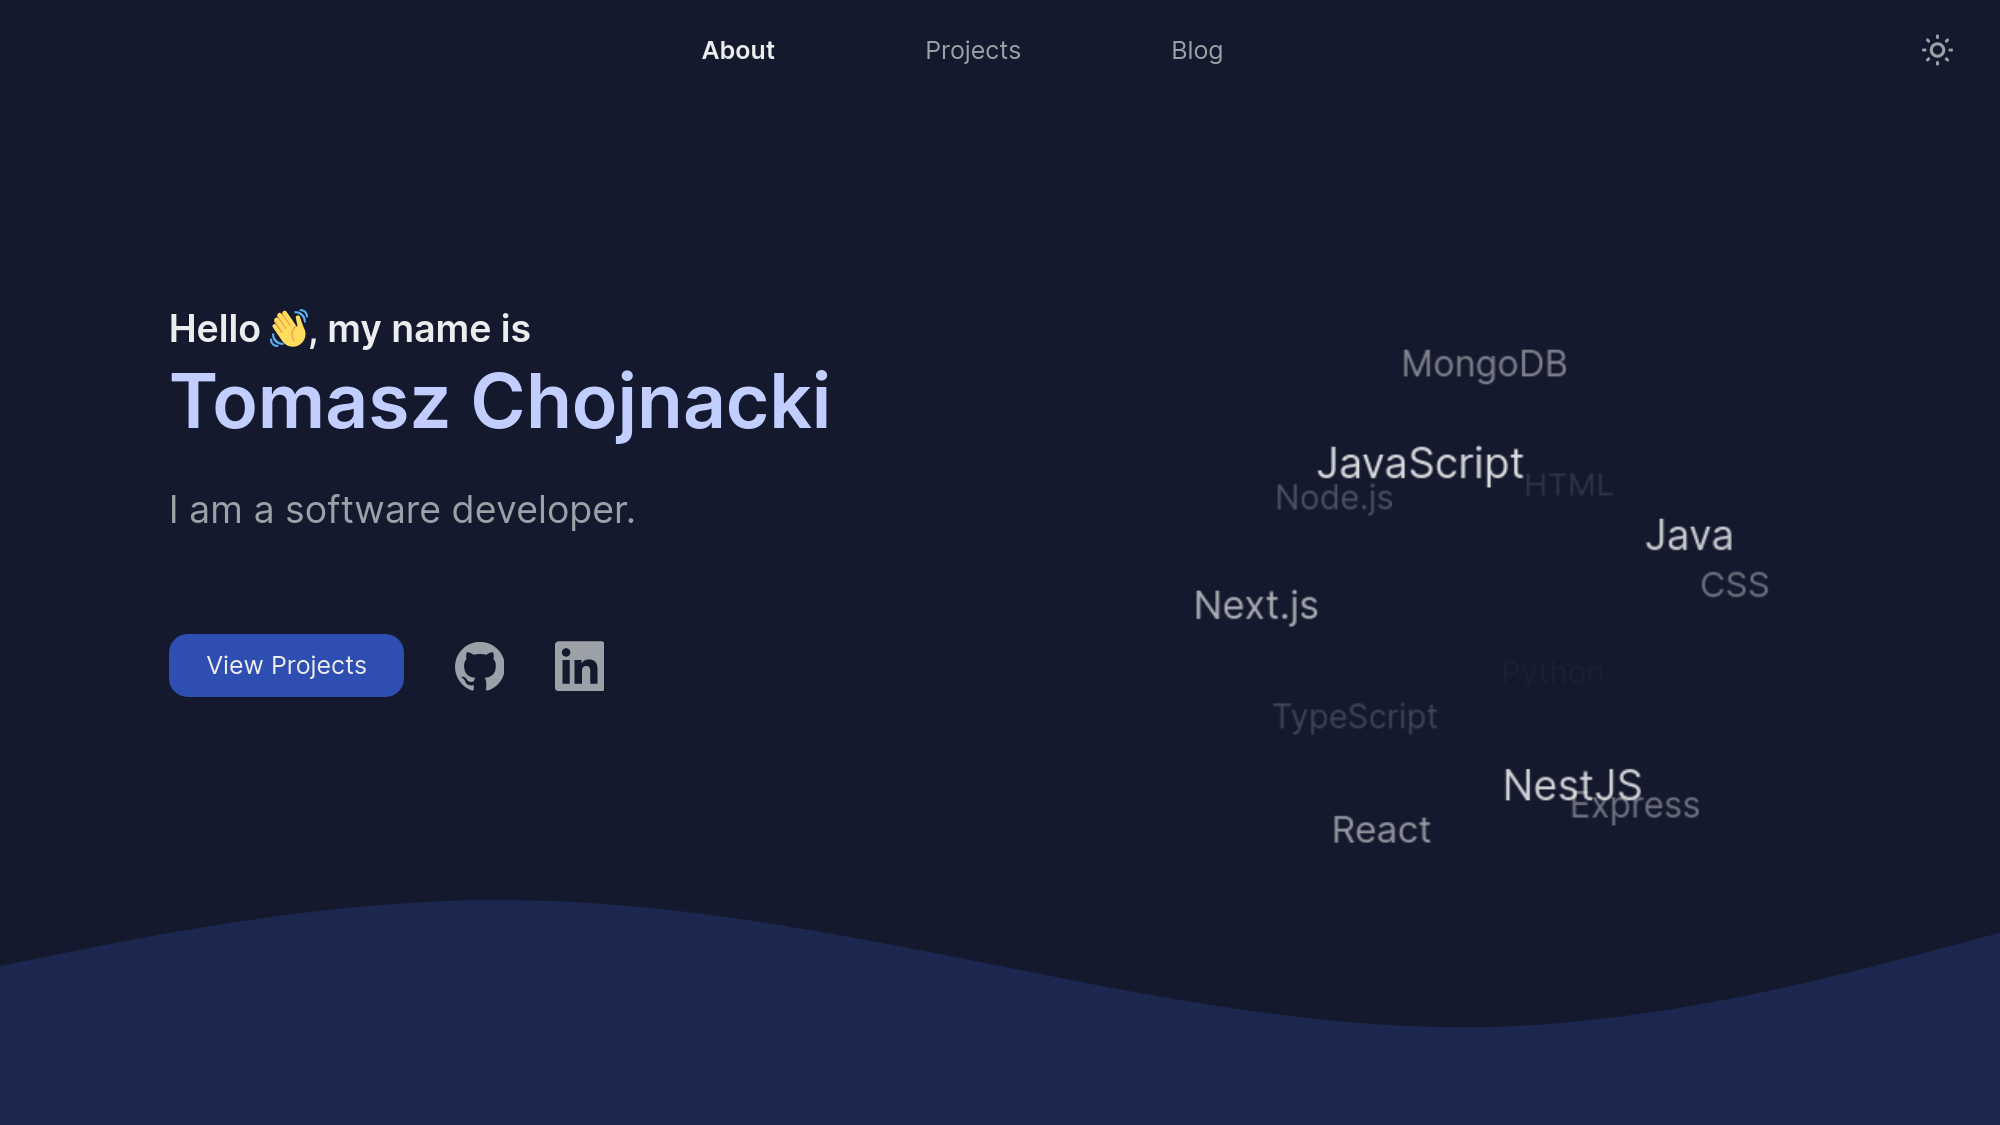 About
Projects
Blog
Hello 👋, my name is
Tomasz Chojnacki
I am a software developer.
View Projects
in
MongoDB
JavaScript
HTML
Node.js
Java
CSS
Next.js
Python
TypeScript
NestJS
Express
React